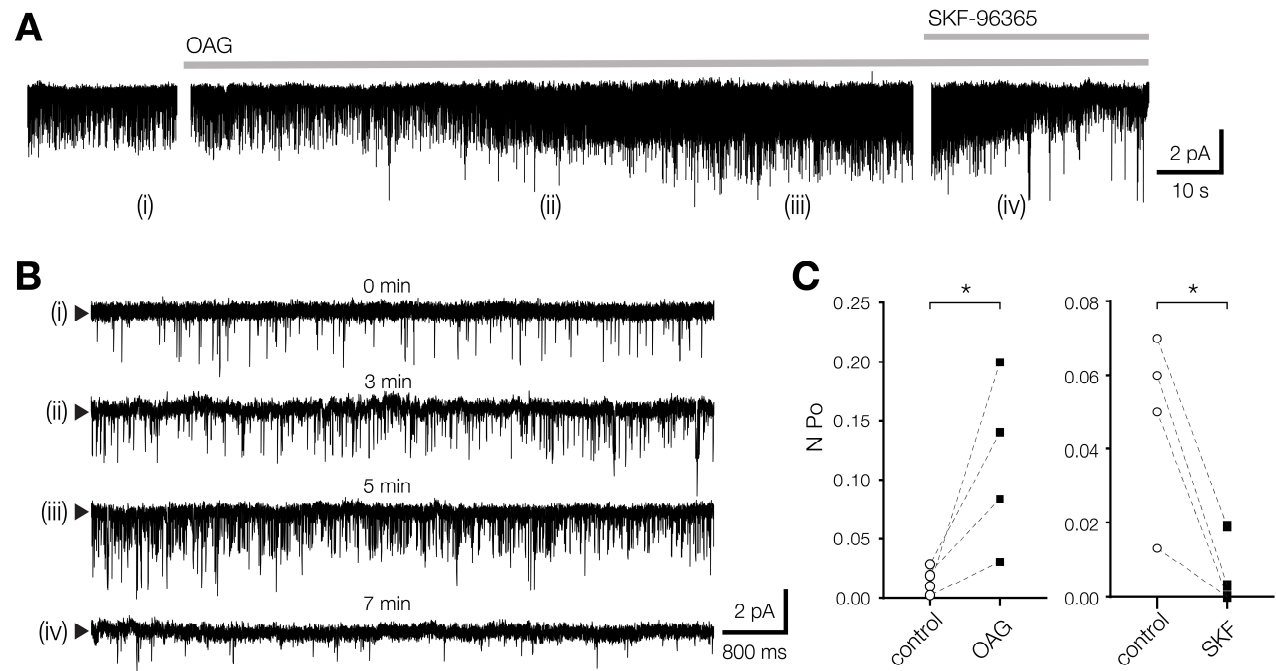 A
SKF-96365
OAG
2 pA
10 s
(i)
(ii)
(iii)
(iv)
B
C
0 min
(i)
3 min
(ii)
5 min
(iii)
7 min
(iv)
2 pA
800 ms
*
0.25
0.20
0.15
0.10
0.05
0.00
N Po
control
OAG
*
0.08
0.06
0.04
0.02
0.00
control
SKF